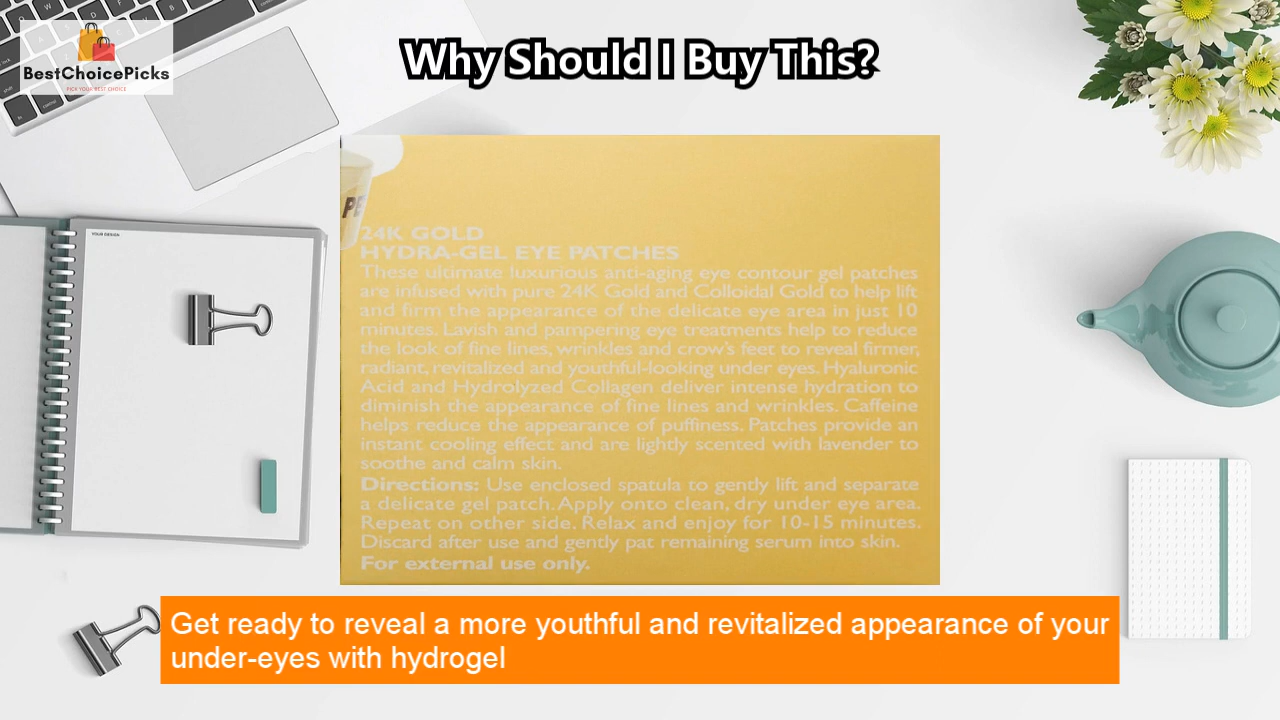 BestChoicePicks
PICK YOUR BEST CHOICE
Why Should I Buy This?
YOUR DESIGN
PE
24K GOLD
HYDRA-GEL EYE PATCHES
These ultimate luxurious anti-aging eye contour gel patches
are infused with pure 24K Gold and Colloidal Gold to help lift
and firm the appearance of the delicate eye area in just 10
minutes. Lavish and pampering eye treatments help to reduce
the look of fine lines, wrinkles and crow's feet to reveal firmer,
radiant, revitalized and youthful-looking under eyes. Hyaluronic
Acid and Hydrolyzed Collagen deliver intense hydration to
diminish the appearance of fine lines and wrinkles. Caffeine
helps reduce the appearance of puffiness. Patches provide an
instant cooling effect and are lightly scented with lavender to
soothe and calm skin.
Directions: Use enclosed spatula to gently lift and separate
a delicate gel patch. Apply onto clean, dry under eye area.
Repeat on other side. Relax and enjoy for 10-15 minutes.
Discard after use and gently pat remaining serum into skin.
For external use only.
Get ready to reveal a more youthful and revitalized appearance of your
under-eyes with hydrogel